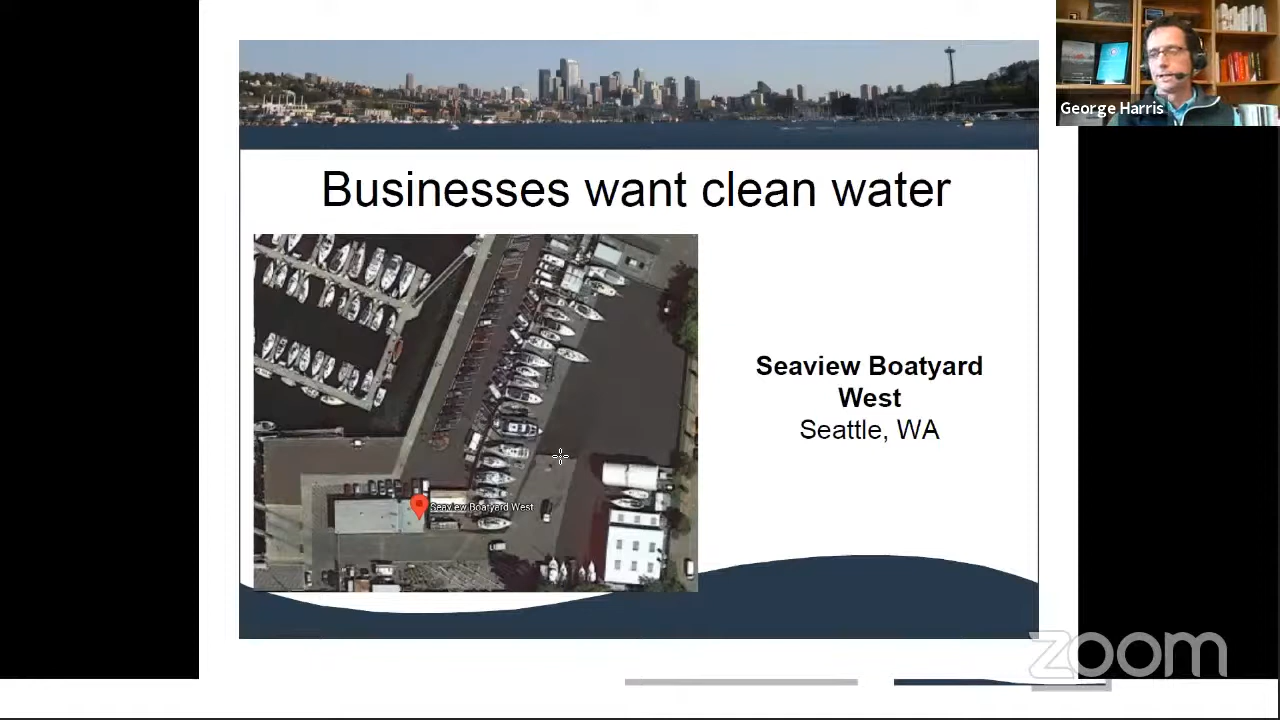 George Harris
Businesses want clean water
Seaview Boatyard
West
Seattle, WA
Seaview Boatyard West
zoom